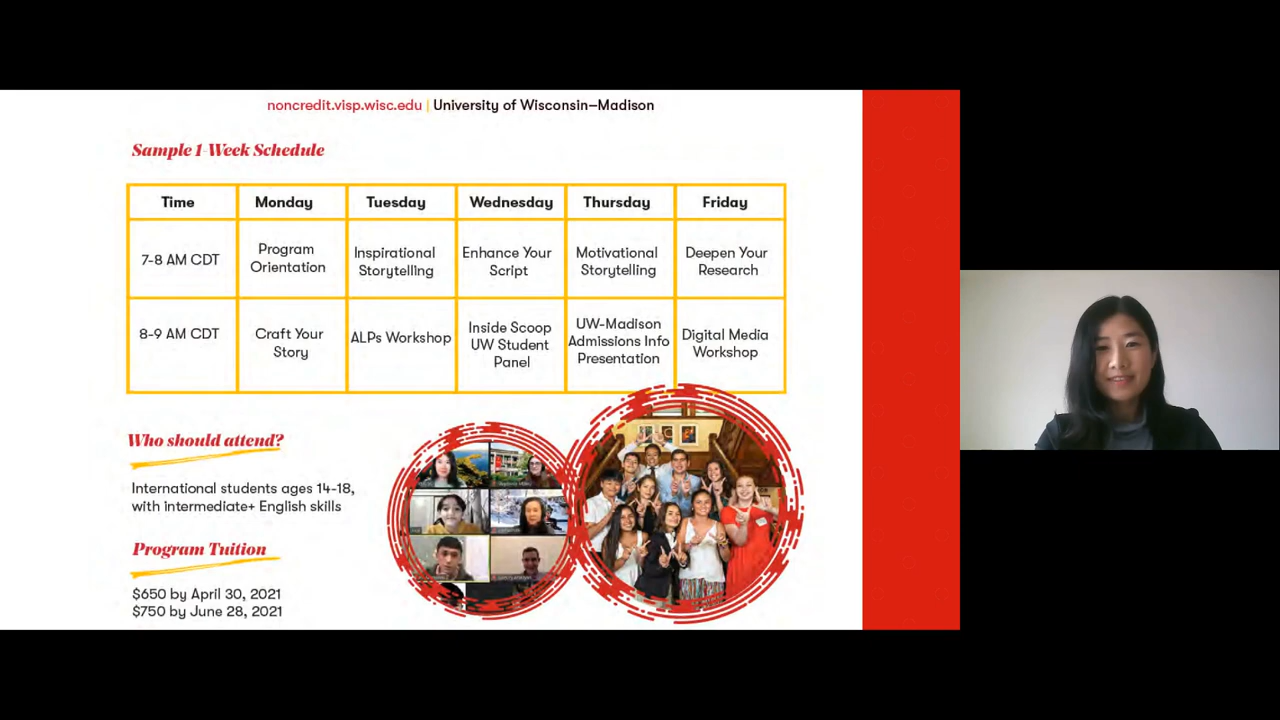 noncredit.visp.wisc.edu | University of Wisconsin–Madison
Sample 1-Week Schedule
Time Monday Tuesday Wednesday Thursday Friday
7-8 AM CDT
Program
Orientation
Inspirational
Storytelling
Enhance Your
Script
Motivational
Storytelling
Deepen Your
Research
8-9 AM CDT
Craft Your
Story
ALPs Workshop
Inside Scoop
UW Student
Panel
UW-Madison
Admissions Info
Presentation
Digital Media
Workshop
Who should attend?
International students ages 14-18,
with intermediate+ English skills
Program Tuition
$650 by April 30, 2021
$750 by June 28, 2021